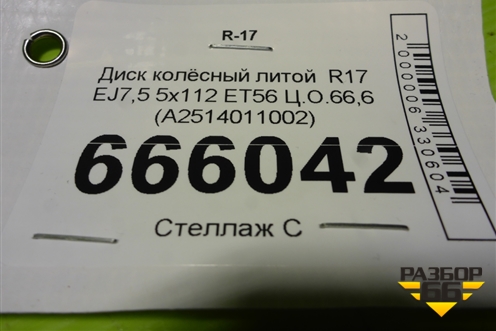 R-17
Диск колёсный литой R17
EJ7,5 5x112 ET56 Ц.О.66,6
(A2514011002)
666042
Стеллаж С
2000006330604
РАЗБОР
66